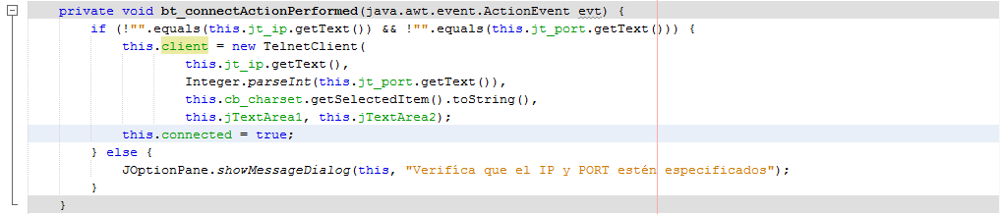 private void bt_connectActionPerformed(java.awt.event.ActionEvent evt) {
if (!"".equals(this.jt_ip.getText()) && !"".equals(this.jt_port.getText())) {
this.client = new TelnetClient(
this.jt_ip.getText(),
Integer.parseInt(this.jt_port.getText()),
this.cb_charset.getSelectedItem().toString(),
this.jTextArea1, this.jTextArea2);
this.connected = true;
} else {
JOptionPane.showMessageDialog(this, "Verifica que el IP y PORT estén especificados");
}
}